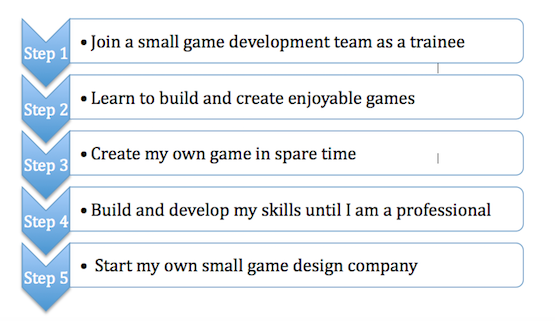 Step 1 • Join a small game development team as a trainee
Step 2 • Learn to build and create enjoyable games
Step 3 • Create my own game in spare time
Step 4 • Build and develop my skills until I am a professional
Step 5 • Start my own small game design company